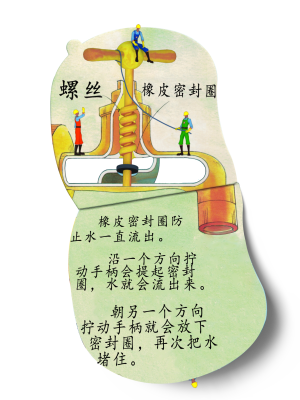 螺丝 橡皮密封圈
橡皮密封圈防
止水一直流出。
沿一个方向拧
动手柄会提起密封
圈，水就会流出来。
朝另一个方向
拧动手柄就会放下
密封圈，再次把水
堵住。